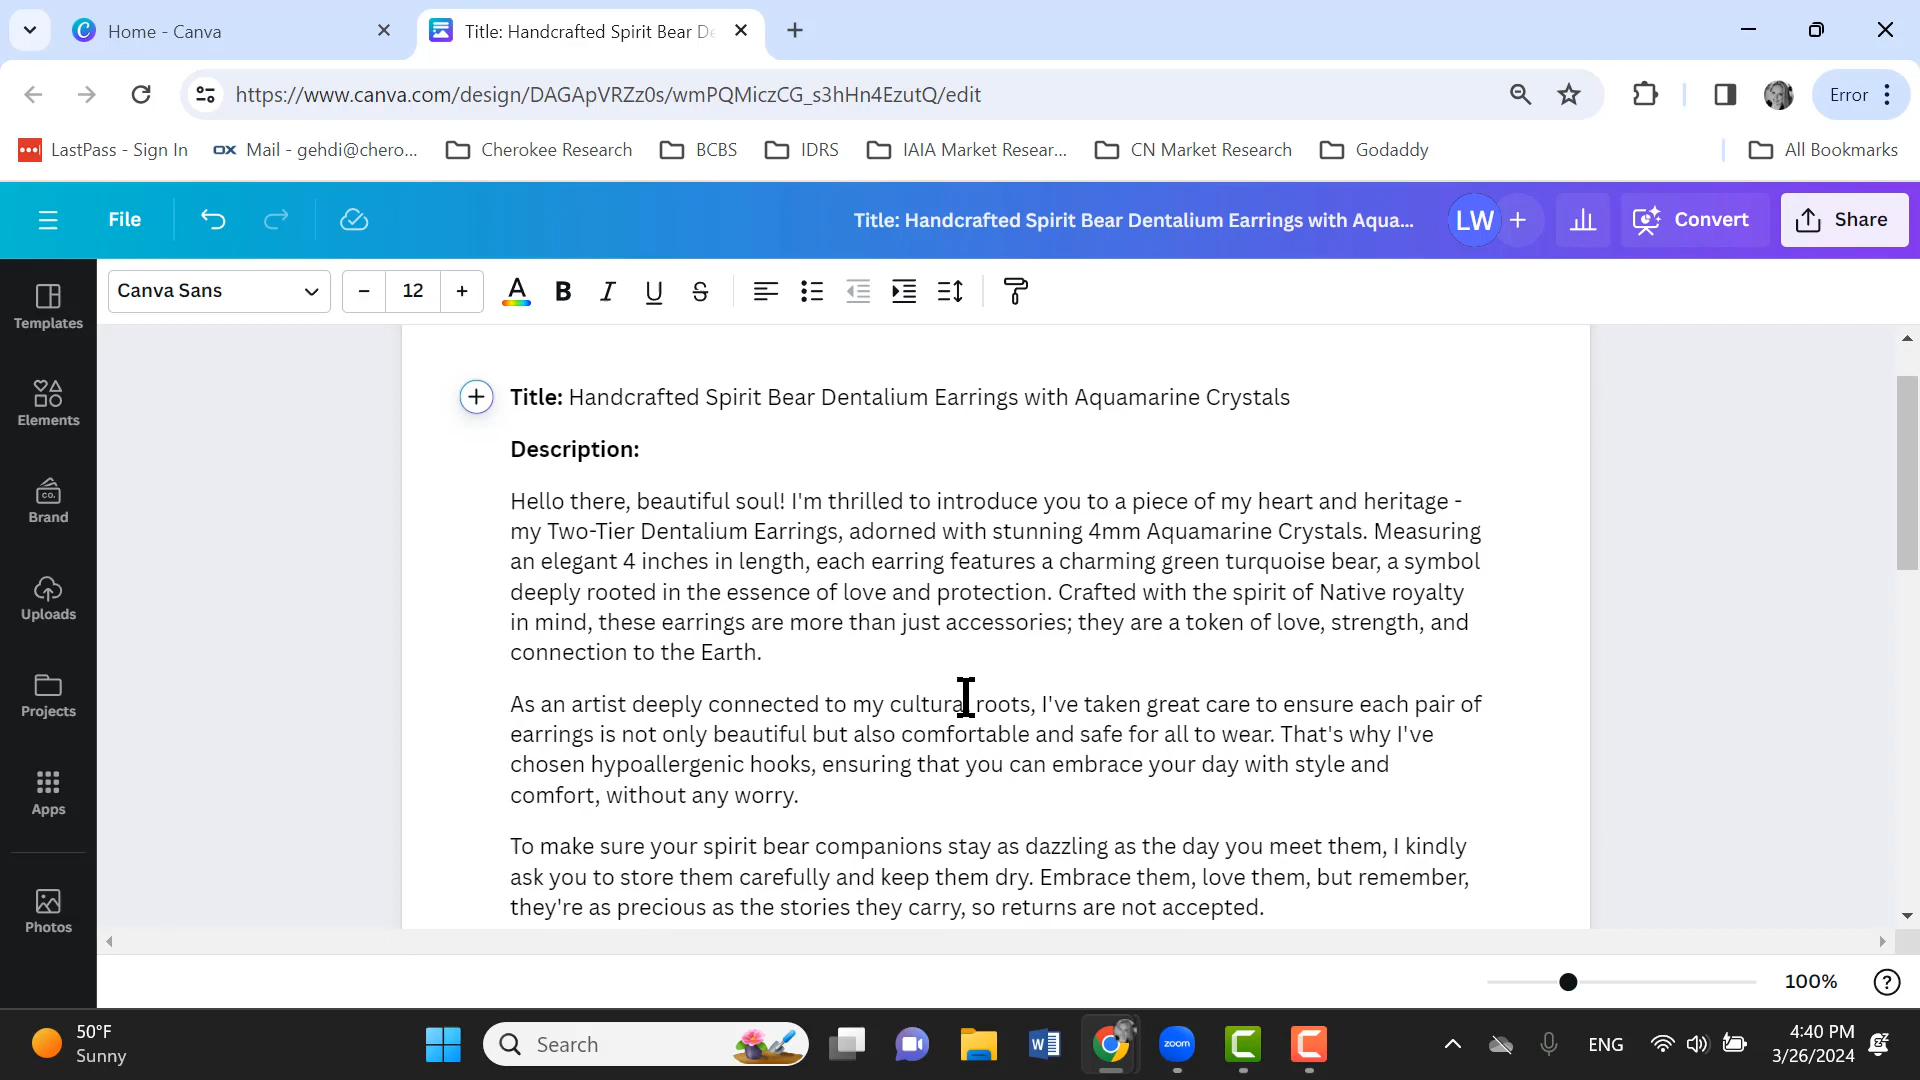 Home - Canva
Title: Handcrafted Spirit Bear De
https://www.canva.com/design/DAGApVRZz0s/wmPQMiczCG_s3hHn4EzutQ/edit
Error
LastPass - Sign In
OX Mail - gehdi@chero...
Cherokee Research
BCBS
IDRS
IAIA Market Resear...
CN Market Research
Godaddy
All Bookmarks
File
Title: Handcrafted Spirit Bear Dentalium Earrings with Aqua...
LW
Convert
Share
Canva Sans
12
A
B
I
U
S
Templates
Elements
CO.
Brand
Uploads
Projects
Apps
Photos
Title: Handcrafted Spirit Bear Dentalium Earrings with Aquamarine Crystals
Description:
Hello there, beautiful soul! I'm thrilled to introduce you to a piece of my heart and heritage -
my Two-Tier Dentalium Earrings, adorned with stunning 4mm Aquamarine Crystals. Measuring
an elegant 4 inches in length, each earring features a charming green turquoise bear, a symbol
deeply rooted in the essence of love and protection. Crafted with the spirit of Native royalty
in mind, these earrings are more than just accessories; they are a token of love, strength, and
connection to the Earth.
As an artist deeply connected to my cultural roots, I've taken great care to ensure each pair of
earrings is not only beautiful but also comfortable and safe for all to wear. That's why I've
chosen hypoallergenic hooks, ensuring that you can embrace your day with style and
comfort, without any worry.
To make sure your spirit bear companions stay as dazzling as the day you meet them, I kindly
ask you to store them carefully and keep them dry. Embrace them, love them, but remember,
they're as precious as the stories they carry, so returns are not accepted.
100%
?
50°F
Sunny
Search
W
zoom
C
C
ENG
4:40 PM
3/26/2024